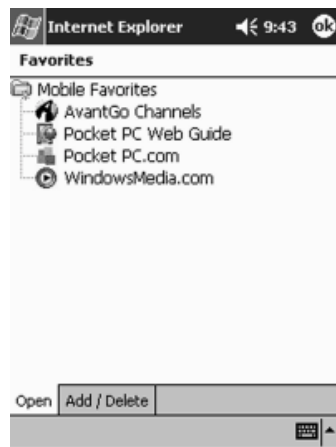 Internet Explorer 9:43 ok
Favorites
Mobile Favorites
AvantGo Channels
Pocket PC Web Guide
Pocket PC.com
WindowsMedia.com
Open Add / Delete